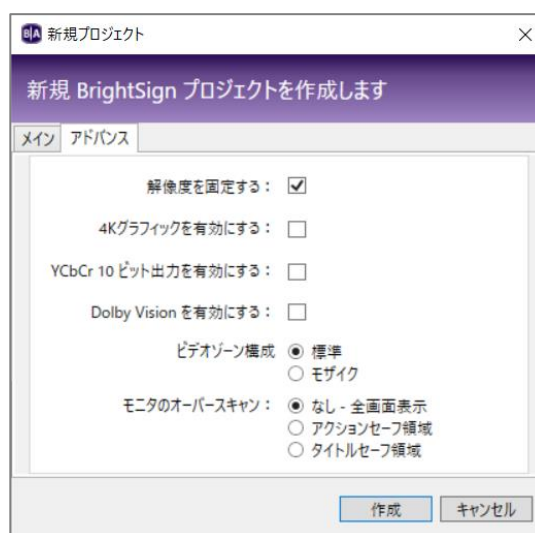 BA 新規プロジェクト
新規 BrightSign プロジェクトを作成します
メイン アドバンス
解像度を固定する：
4Kグラフィックを有効にする：
YCbCr 10 ビット出力を有効にする：
Dolby Vision を有効にする：
ビデオゾーン構成 標準
モザイク
モニタのオーバースキャン： なし - 全画面表示
アクションセーフ領域
タイトルセーフ領域
作成 キャンセル